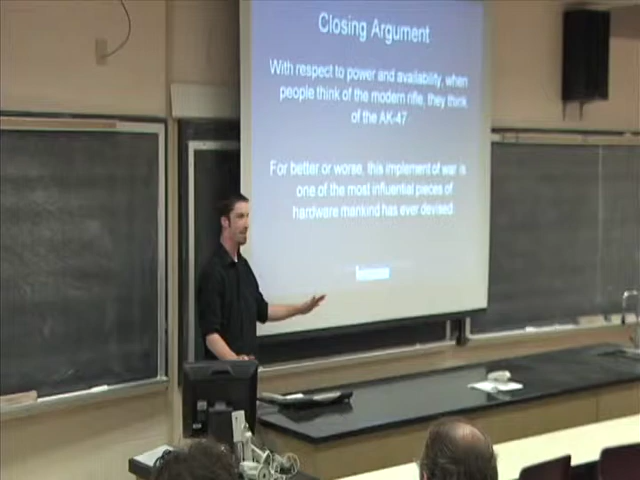 Closing Argument
With respect to power and availability, when
people think of the modern rifle, they think
of the AK-47
For better or worse, this implement of war is
one of the most influential pieces of
hardware mankind has ever devised